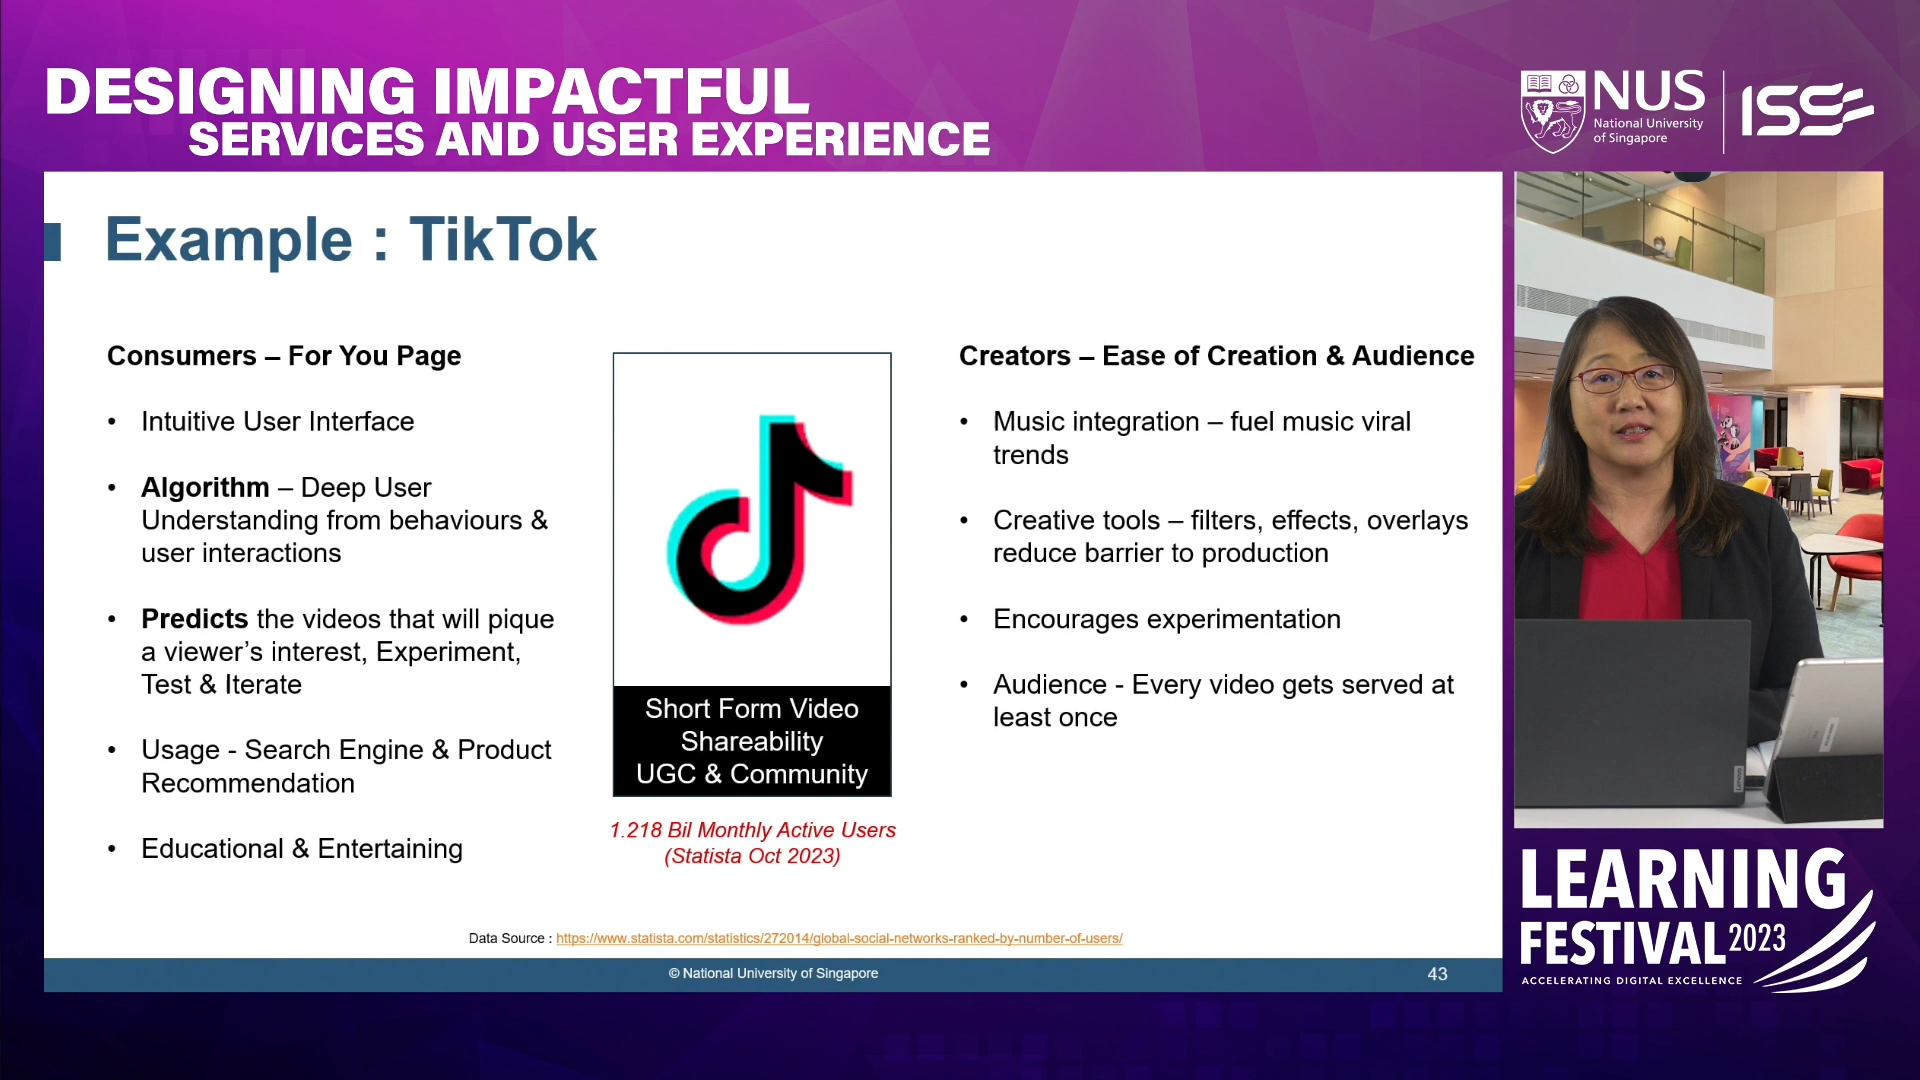 DESIGNING IMPACTFUL
SERVICES AND USER EXPERIENCE
NUS
National University
of Singapore
ISS
Example : TikTok
Consumers – For You Page
• Intuitive User Interface
• Algorithm – Deep User
Understanding from behaviours &
user interactions
• Predicts the videos that will pique
a viewer’s interest, Experiment,
Test & Iterate
• Usage - Search Engine & Product
Recommendation
• Educational & Entertaining
Short Form Video
Shareability
UGC & Community
1.218 Bil Monthly Active Users
(Statista Oct 2023)
Creators – Ease of Creation & Audience
• Music integration – fuel music viral
trends
• Creative tools – filters, effects, overlays
reduce barrier to production
• Encourages experimentation
• Audience - Every video gets served at
least once
Data Source : https://www.statista.com/statistics/272014/global-social-networks-ranked-by-number-of-users/
© National University of Singapore
43
Lenovo
LEARNING
FESTIVAL 2023
ACCELERATING DIGITAL EXCELLENCE